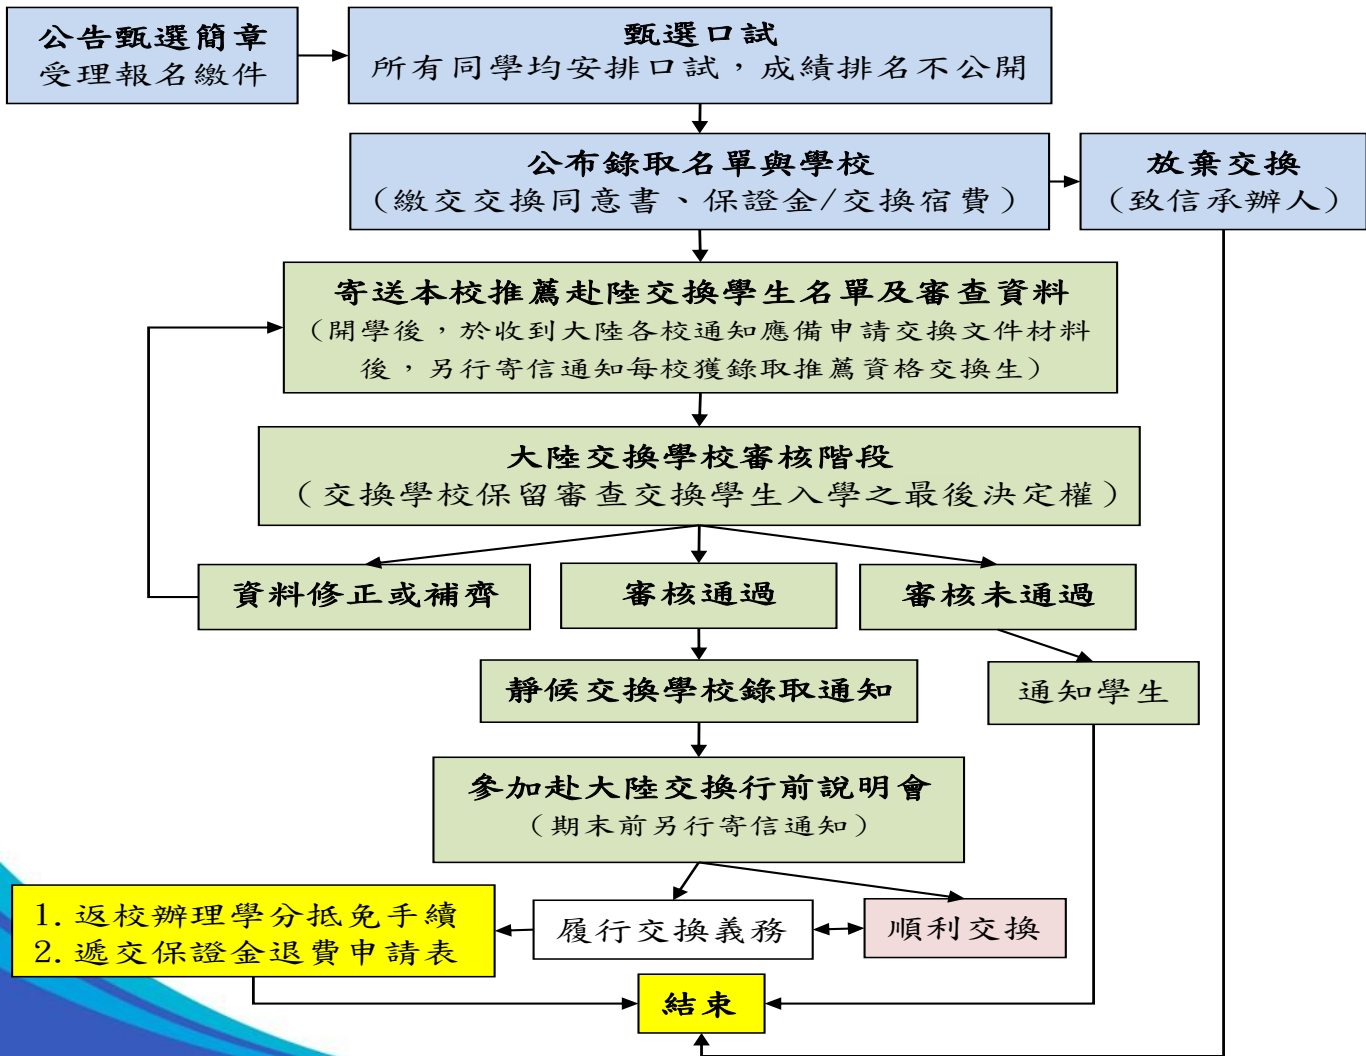 公告甄選簡章
受理報名繳件
甄選口試
所有同學均安排口試，成績排名不公開
公布錄取名單與學校
（繳交交換同意書、保證金/交換宿費）
放棄交換
（致信承辦人）
寄送本校推薦赴陸交換學生名單及審查資料
（開學後，於收到大陸各校通知應備申請交換文件材料
後，另行寄信通知每校獲錄取推薦資格交換生）
大陸交換學校審核階段
（交換學校保留審查交換學生入學之最後決定權）
資料修正或補齊
審核通過
審核未通過
靜候交換學校錄取通知
通知學生
參加赴大陸交換行前說明會
（期末前另行寄信通知）
1. 返校辦理學分抵免手續
2. 遞交保證金退費申請表
履行交換義務
順利交換
結束